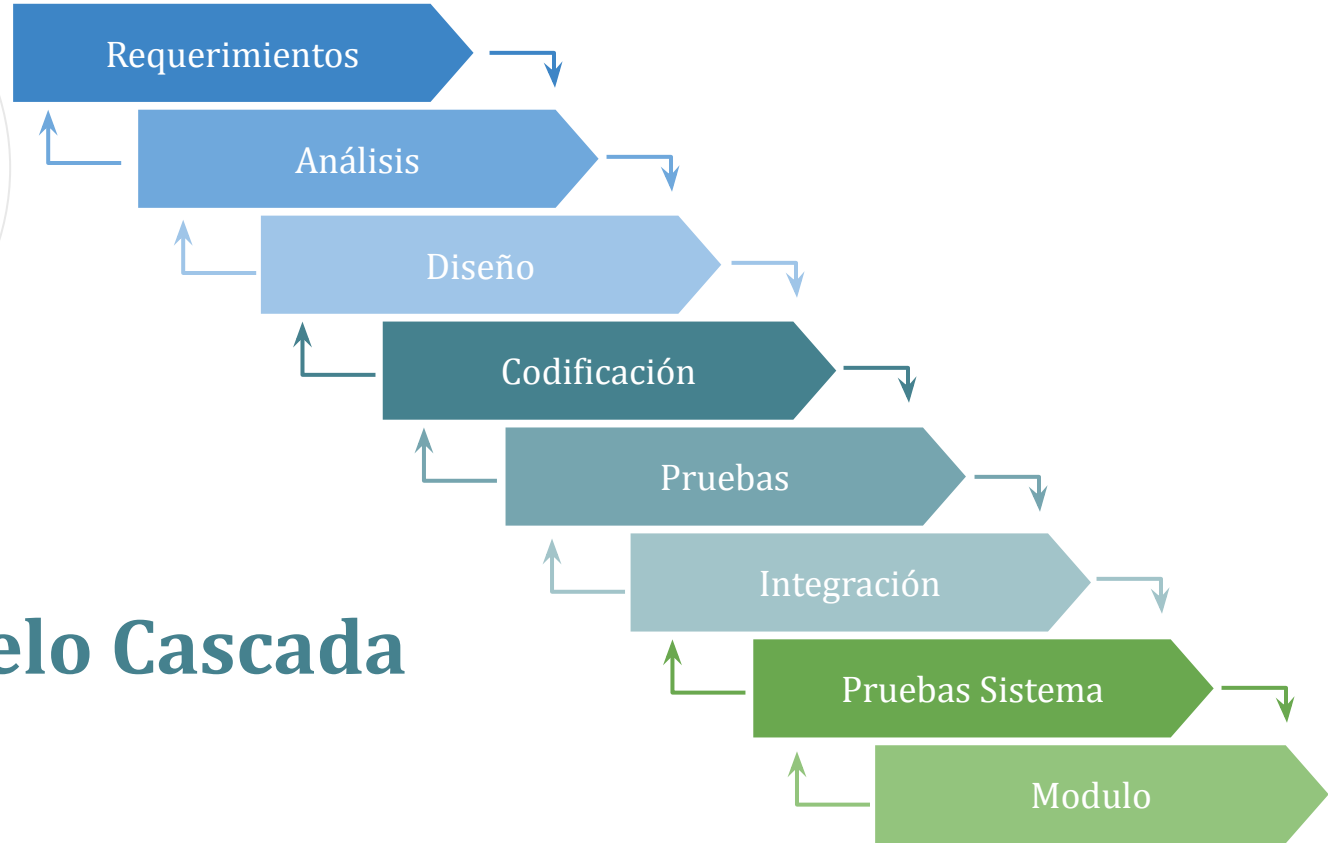 Requerimientos
Análisis
Diseño
Codificación
Pruebas
Integración
elo Cascada
Pruebas Sistema
Modulo